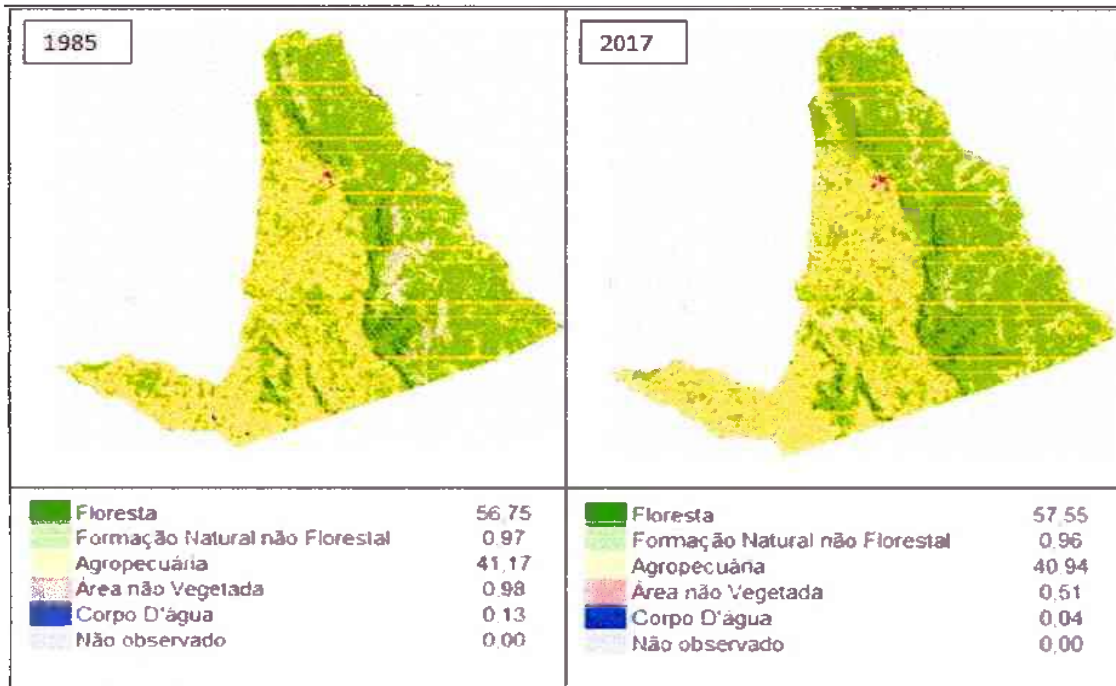 1985
2017
Floresta 56,75
Formação Natural não Florestal 0,97
Agropecuária 41,17
Área não Vegetada 0,98
Corpo D'água 0,13
Não observado 0,00
Floresta 57,55
Formação Natural não Florestal 0,96
Agropecuária 40,94
Área não Vegetada 0,51
Corpo D'água 0,04
Não observado 0,00